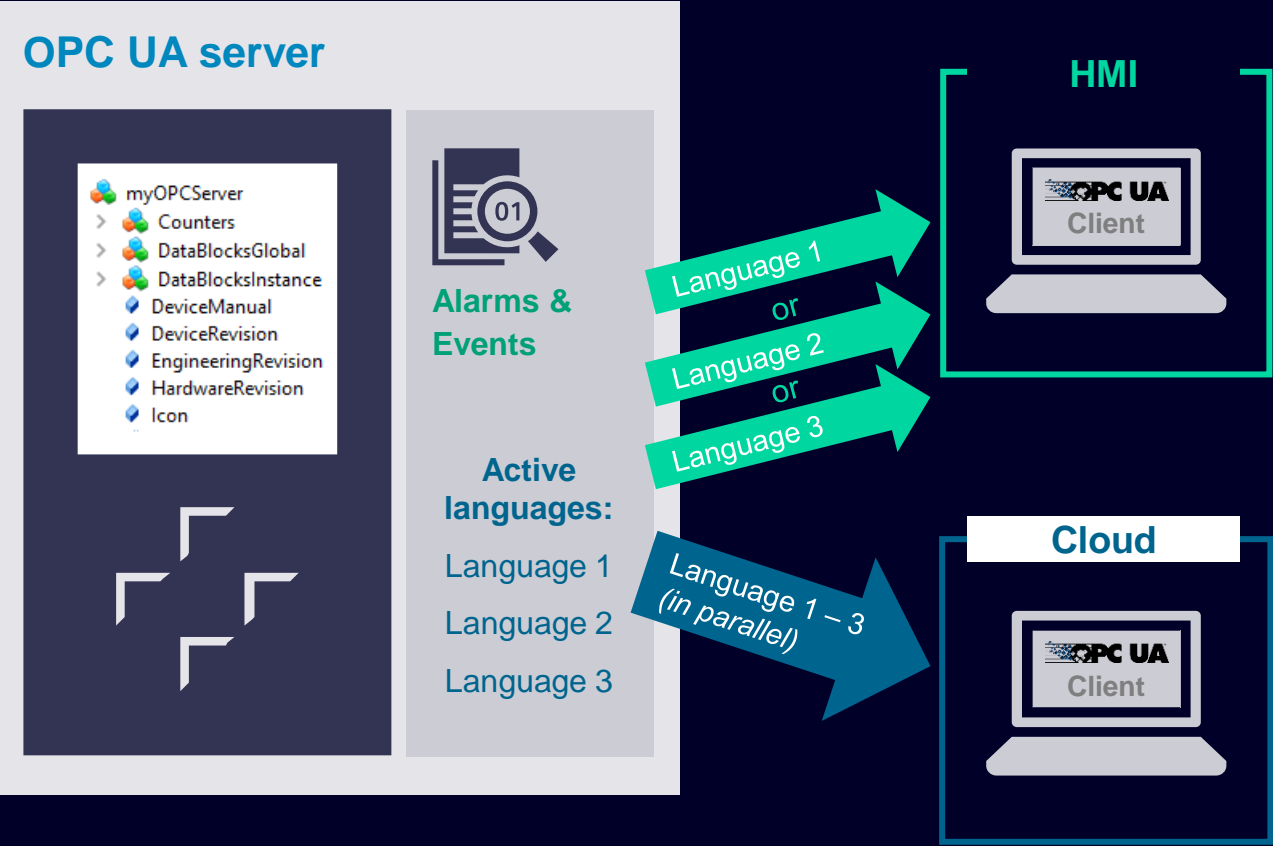 OPC UA server
myOPCServer
Counters
DataBlocksGlobal
DataBlocksInstance
DeviceManual
DeviceRevision
EngineeringRevision
HardwareRevision
Icon
01
Alarms &
Events
Active
languages:
Language 1
Language 2
Language 3
Language 1
or
Language 2
or
Language 3
Language 1 – 3
(in parallel)
HMI
OPC UA
Client
Cloud
OPC UA
Client